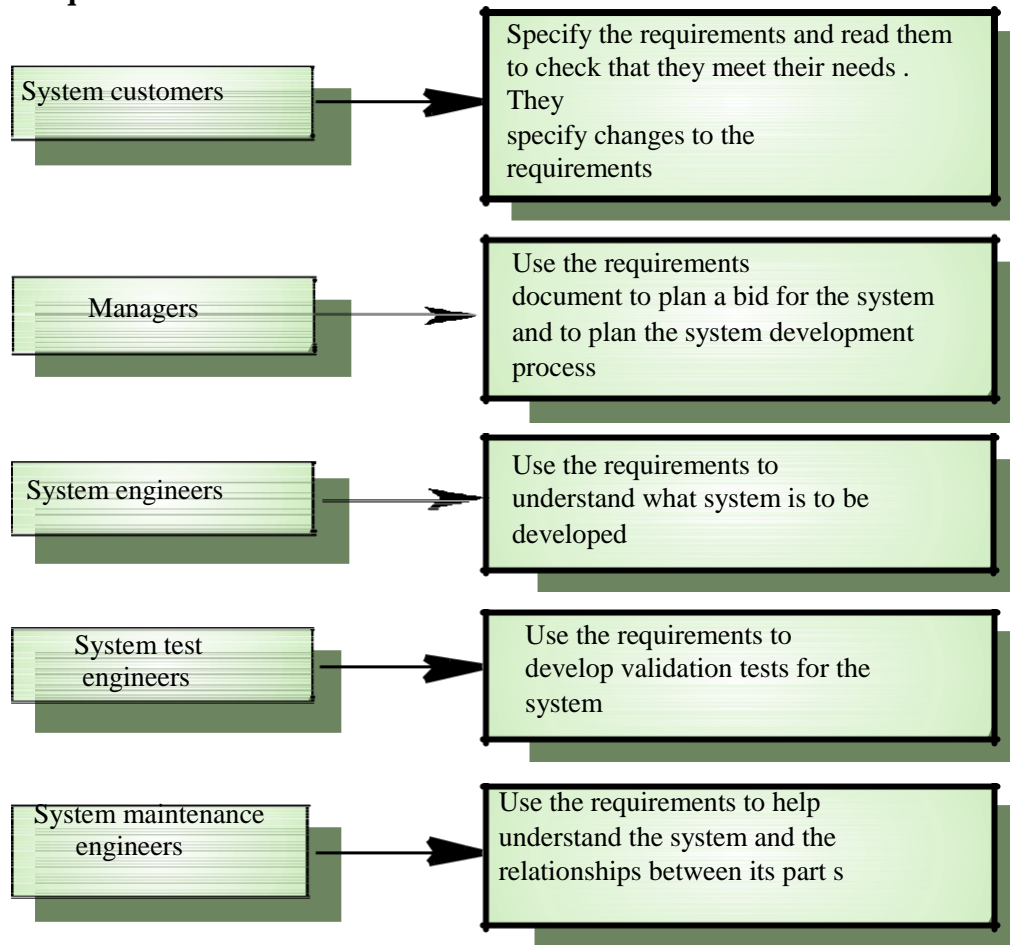 System customers
Specify the requirements and read them
to check that they meet their needs .
They
specify changes to the
requirements
Managers
Use the requirements
document to plan a bid for the system
and to plan the system development
process
System engineers
Use the requirements to
understand what system is to be
developed
System test
engineers
Use the requirements to
develop validation tests for the
system
System maintenance
engineers
Use the requirements to help
understand the system and the
relationships between its part s